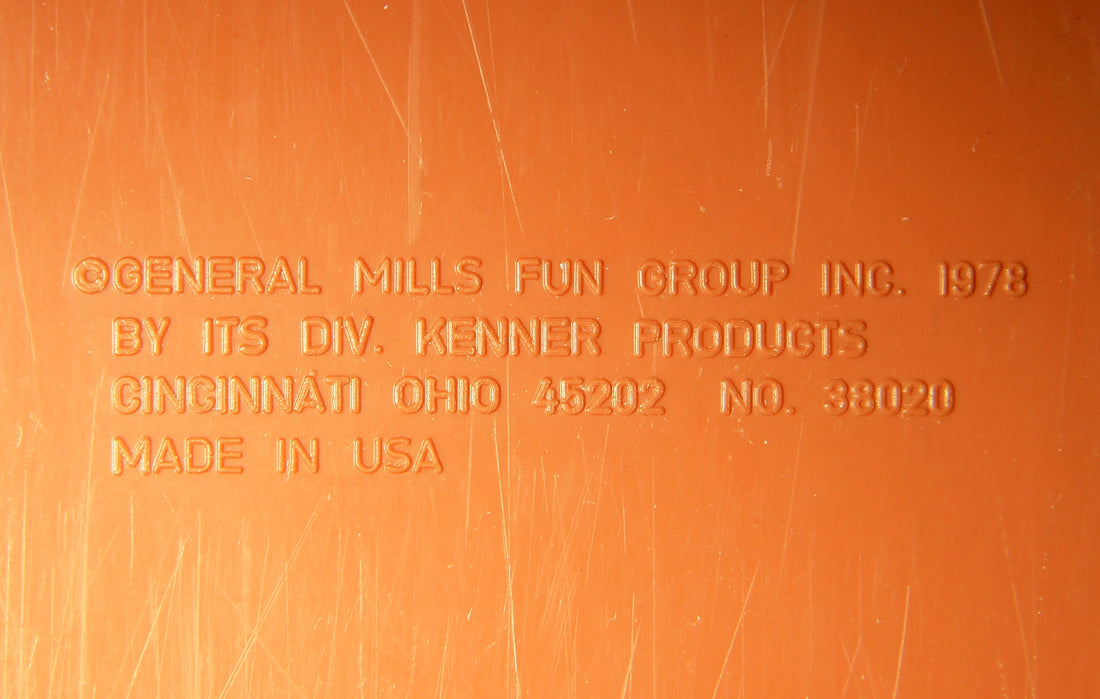 ©GENERAL MILLS FUN GROUP INC. 1978
BY ITS DIV. KENNER PRODUCTS
CINCINNATI OHIO 45202 NO. 38020
MADE IN USA